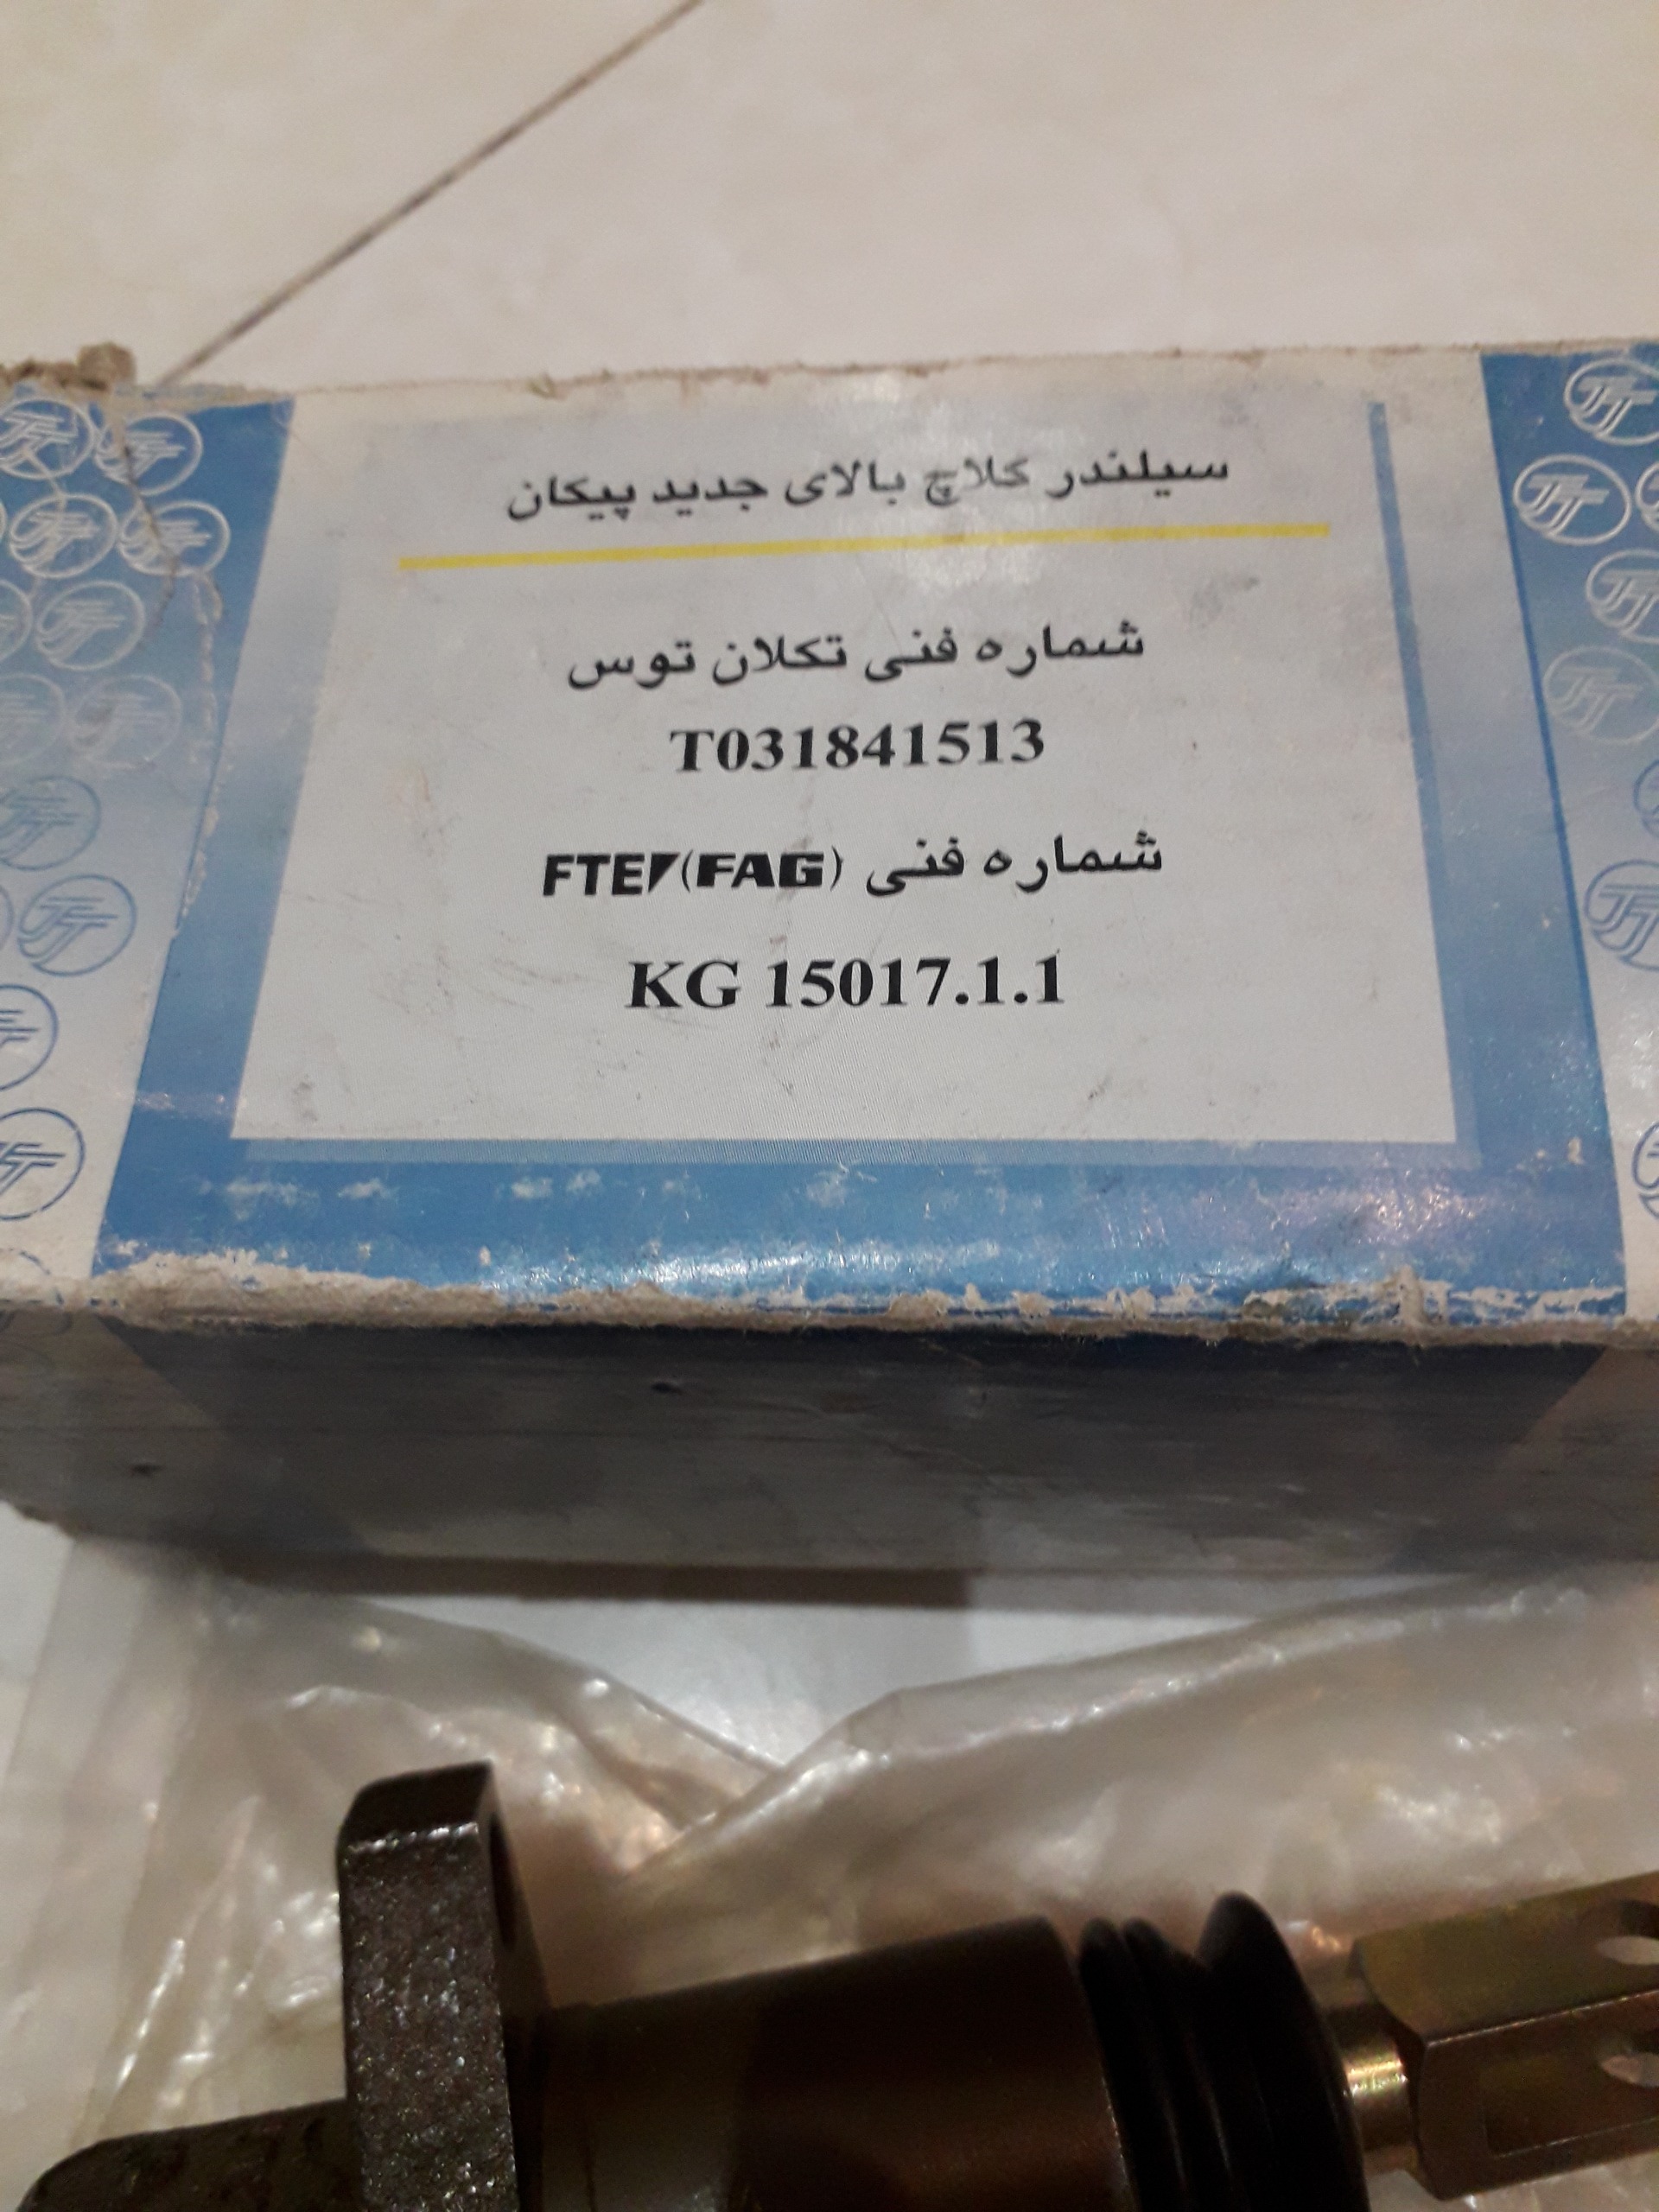 سیلندر کلاچ بالای جدید پیکان
شماره فنی تکلان توس
T031841513
شماره فنی FTE (FAG)
KG 15017.1.1